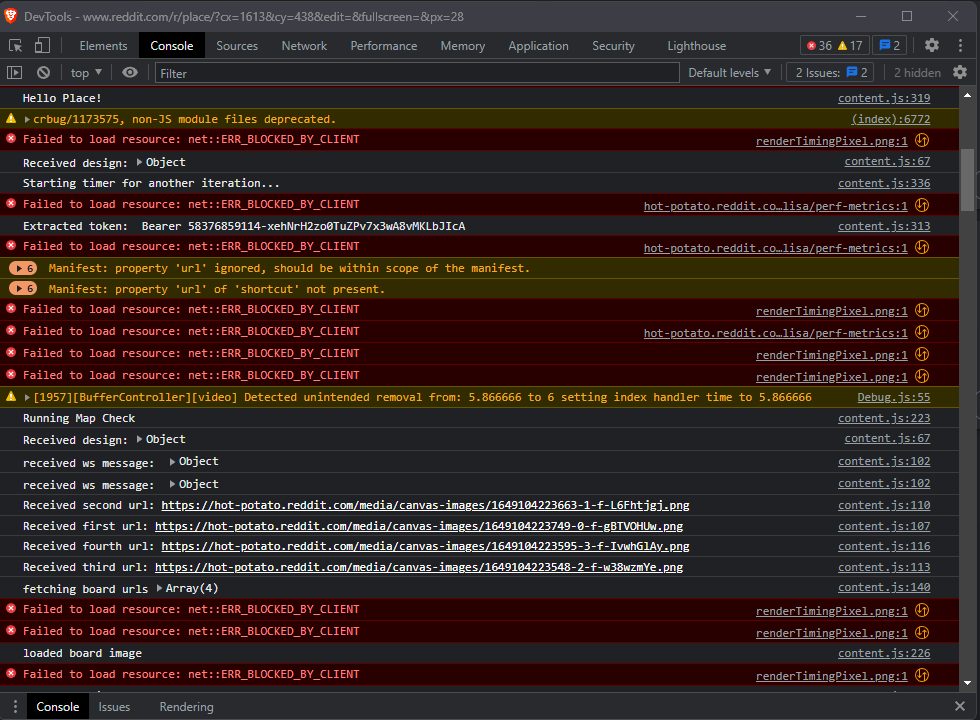 DevTools - www.reddit.com/r/place/?cx=1613&cy=438&edit=&fullscreen=&px=28
Elements Console Sources Network Performance Memory Application Security Lighthouse 36 17 2
top Filter Default levels 2 Issues: 2 2 hidden
Hello Place! content.js:319
crbug/1173575, non-JS module files deprecated. (index):6772
Failed to load resource: net::ERR_BLOCKED_BY_CLIENT renderTimingPixel.png:1
Received design: Object content.js:67
Starting timer for another iteration... content.js:336
Failed to load resource: net::ERR_BLOCKED_BY_CLIENT hot-potato.reddit.co…lisa/perf-metrics:1
Extracted token: Bearer 58376859114-xehNrH2zo0TuZPv7x3wA8vMKLbJIcA content.js:313
Failed to load resource: net::ERR_BLOCKED_BY_CLIENT hot-potato.reddit.co…lisa/perf-metrics:1
6 Manifest: property 'url' ignored, should be within scope of the manifest.
6 Manifest: property 'url' of 'shortcut' not present.
Failed to load resource: net::ERR_BLOCKED_BY_CLIENT renderTimingPixel.png:1
Failed to load resource: net::ERR_BLOCKED_BY_CLIENT hot-potato.reddit.co…lisa/perf-metrics:1
Failed to load resource: net::ERR_BLOCKED_BY_CLIENT renderTimingPixel.png:1
Failed to load resource: net::ERR_BLOCKED_BY_CLIENT renderTimingPixel.png:1
[1957][BufferController][video] Detected unintended removal from: 5.866666 to 6 setting index handler time to 5.866666 Debug.js:55
Running Map Check content.js:223
Received design: Object content.js:67
received ws message: Object content.js:102
received ws message: Object content.js:102
Received second url: https://hot-potato.reddit.com/media/canvas-images/1649104223663-1-f-L6Fhtjgj.png content.js:110
Received first url: https://hot-potato.reddit.com/media/canvas-images/1649104223749-0-f-gBTVOHUw.png content.js:107
Received fourth url: https://hot-potato.reddit.com/media/canvas-images/1649104223595-3-f-IvwhGlAy.png content.js:116
Received third url: https://hot-potato.reddit.com/media/canvas-images/1649104223548-2-f-w38wzmYe.png content.js:113
fetching board urls Array(4) content.js:140
Failed to load resource: net::ERR_BLOCKED_BY_CLIENT renderTimingPixel.png:1
Failed to load resource: net::ERR_BLOCKED_BY_CLIENT renderTimingPixel.png:1
loaded board image content.js:226
Failed to load resource: net::ERR_BLOCKED_BY_CLIENT renderTimingPixel.png:1
Console Issues Rendering